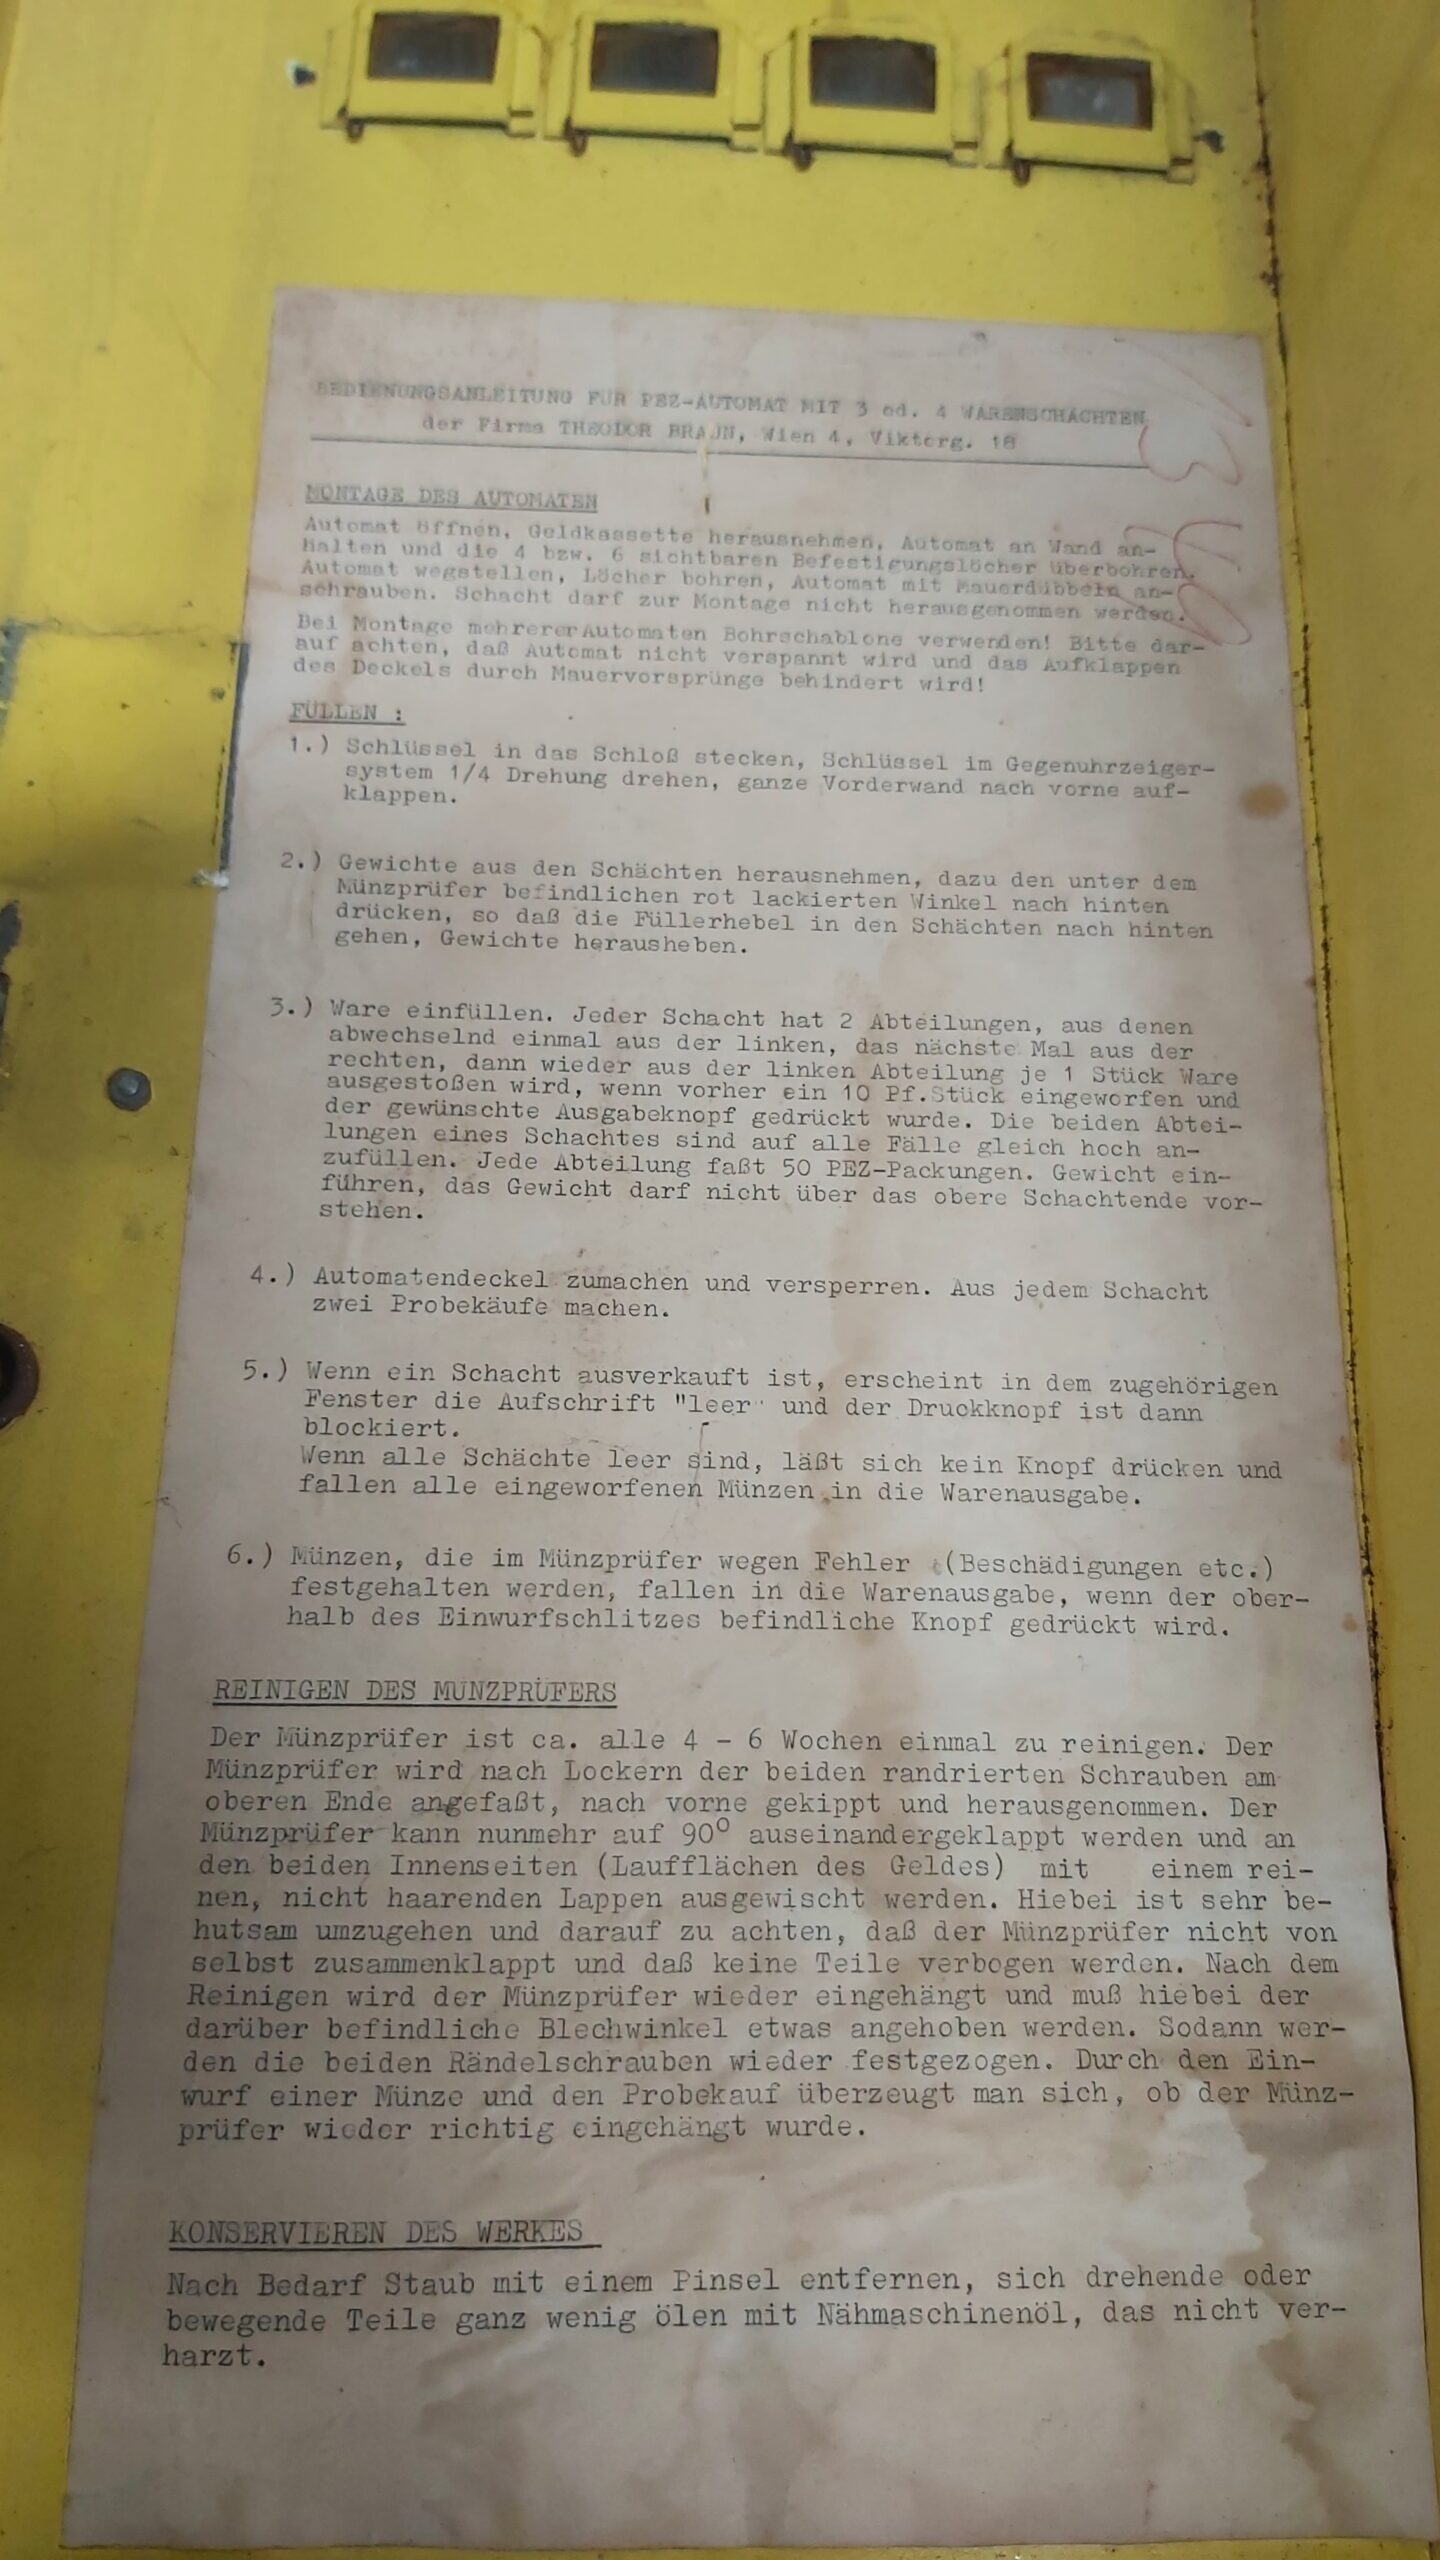 BEDIENUNGSANLEITUNG FÜR PEZ-AUTOMAT MIT 3 od. 4 WARENSCHÄCHTEN
der Firma THEODOR BRAUN, Wien 4, Viktorg. 18
MONTAGE DES AUTOMATEN
Automat öffnen, Geldkassette herausnehmen, Automat an Wand an-
halten und die 4 bzw. 6 sichtbaren Befestigungslöcher überbohren.
Automat wegstellen, Löcher bohren, Automat mit Mauerdübbeln an-
schrauben. Schacht darf zur Montage nicht herausgenommen werden.
Bei Montage mehrerer Automaten Bohrschablone verwenden! Bitte dar-
auf achten, daß Automat nicht verspannt wird und das Aufklappen
des Deckels durch Mauervorsprünge behindert wird!
FÜLLEN :
1.) Schlüssel in das Schloß stecken, Schlüssel im Gegenuhrzeiger-
system 1/4 Drehung drehen, ganze Vorderwand nach vorne auf-
klappen.
2.) Gewichte aus den Schächten herausnehmen, dazu den unter dem
Münzprüfer befindlichen rot lackierten Winkel nach hinten
drücken, so daß die Füllerhebel in den Schächten nach hinten
gehen, Gewichte herausheben.
3.) Ware einfüllen. Jeder Schacht hat 2 Abteilungen, aus denen
abwechselnd einmal aus der linken, das nächste Mal aus der
rechten, dann wieder aus der linken Abteilung je 1 Stück Ware
ausgestoßen wird, wenn vorher ein 10 Pf.Stück eingeworfen und
der gewünschte Ausgabeknopf gedrückt wurde. Die beiden Abtei-
lungen eines Schachtes sind auf alle Fälle gleich hoch an-
zufüllen. Jede Abteilung faßt 50 PEZ-Packungen. Gewicht ein-
führen, das Gewicht darf nicht über das obere Schachtende vor-
stehen.
4.) Automatendeckel zumachen und versperren. Aus jedem Schacht
zwei Probekäufe machen.
5.) Wenn ein Schacht ausverkauft ist, erscheint in dem zugehörigen
Fenster die Aufschrift "leer" und der Druckknopf ist dann
blockiert.
Wenn alle Schächte leer sind, läßt sich kein Knopf drücken und
fallen alle eingeworfenen Münzen in die Warenausgabe.
6.) Münzen, die im Münzprüfer wegen Fehler (Beschädigungen etc.)
festgehalten werden, fallen in die Warenausgabe, wenn der ober-
halb des Einwurfschlitzes befindliche Knopf gedrückt wird.
REINIGEN DES MÜNZPRÜFERS
Der Münzprüfer ist ca. alle 4 - 6 Wochen einmal zu reinigen. Der
Münzprüfer wird nach Lockern der beiden randrierten Schrauben am
oberen Ende angefaßt, nach vorne gekippt und herausgenommen. Der
Münzprüfer kann nunmehr auf 90° auseinandergeklappt werden und an
den beiden Innenseiten (Laufflächen des Geldes) mit einem rei-
nen, nicht haarenden Lappen ausgewischt werden. Hiebei ist sehr be-
hutsam umzugehen und darauf zu achten, daß der Münzprüfer nicht von
selbst zusammenklappt und daß keine Teile verbogen werden. Nach dem
Reinigen wird der Münzprüfer wieder eingehängt und muß hiebei der
darüber befindliche Blechwinkel etwas angehoben werden. Sodann wer-
den die beiden Rändelschrauben wieder festgezogen. Durch den Ein-
wurf einer Münze und den Probekauf überzeugt man sich, ob der Münz-
prüfer wieder richtig eingehängt wurde.
KONSERVIEREN DES WERKES
Nach Bedarf Staub mit einem Pinsel entfernen, sich drehende oder
bewegende Teile ganz wenig ölen mit Nähmaschinenöl, das nicht ver-
harzt.